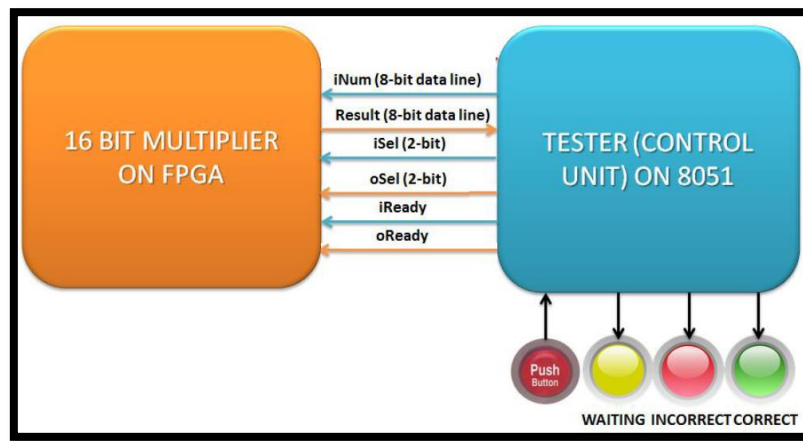 16 BIT MULTIPLIER
ON FPGA
iNum (8-bit data line)
Result (8-bit data line)
iSel (2-bit)
oSel (2-bit)
iReady
oReady
TESTER (CONTROL
UNIT) ON 8051
Push
Button
WAITING INCORRECT CORRECT